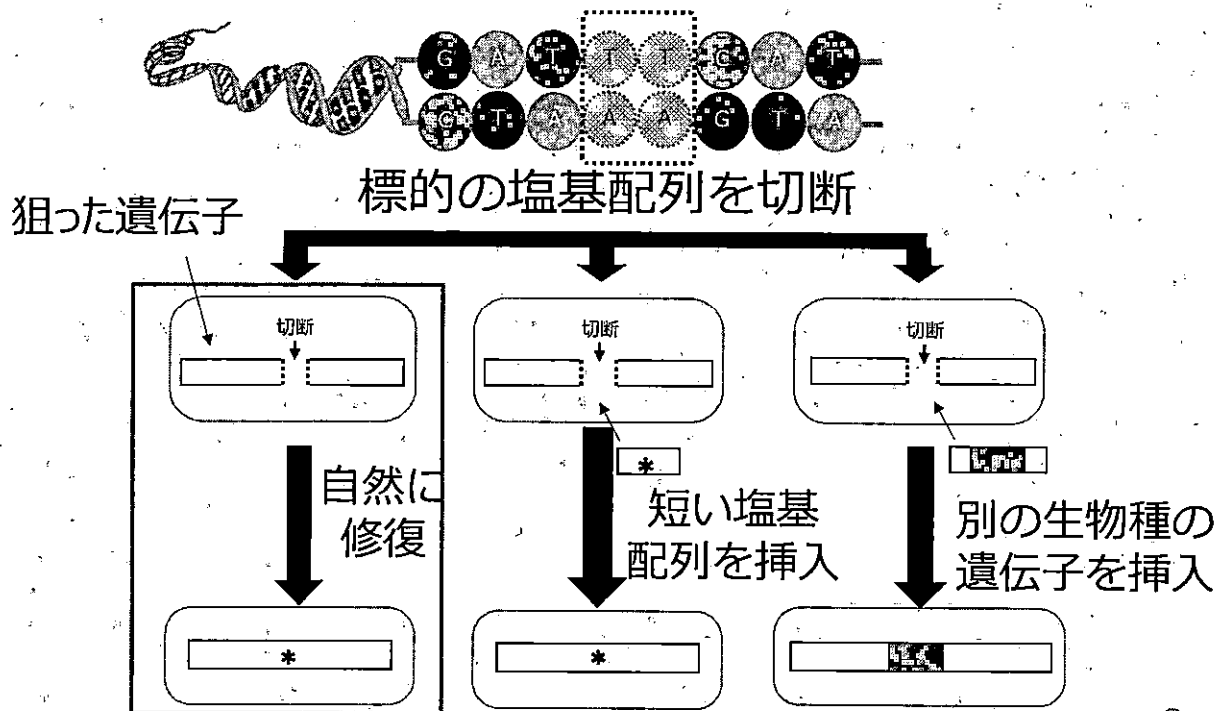 G A T T T C A T
C T A A A G T A
標的の塩基配列を切断
狙った遺伝子
切断
切断
切断
*
自然に
修復
短い塩基
配列を挿入
別の生物種の
遺伝子を挿入
*
*